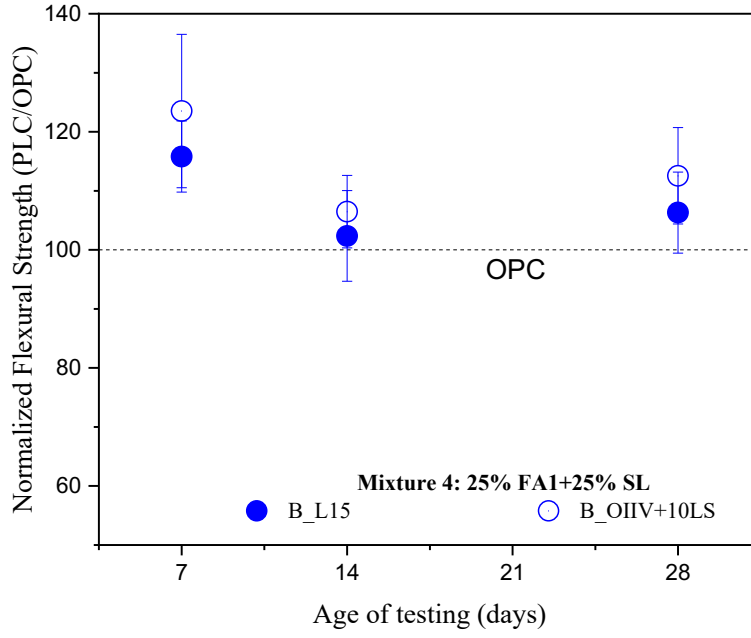 140
120
100
80
60
Normalized Flexural Strength (PLC/OPC)
OPC
Mixture 4: 25% FA1+25% SL
B_L15 B_OIIV+10LS
7 14 21 28
Age of testing (days)